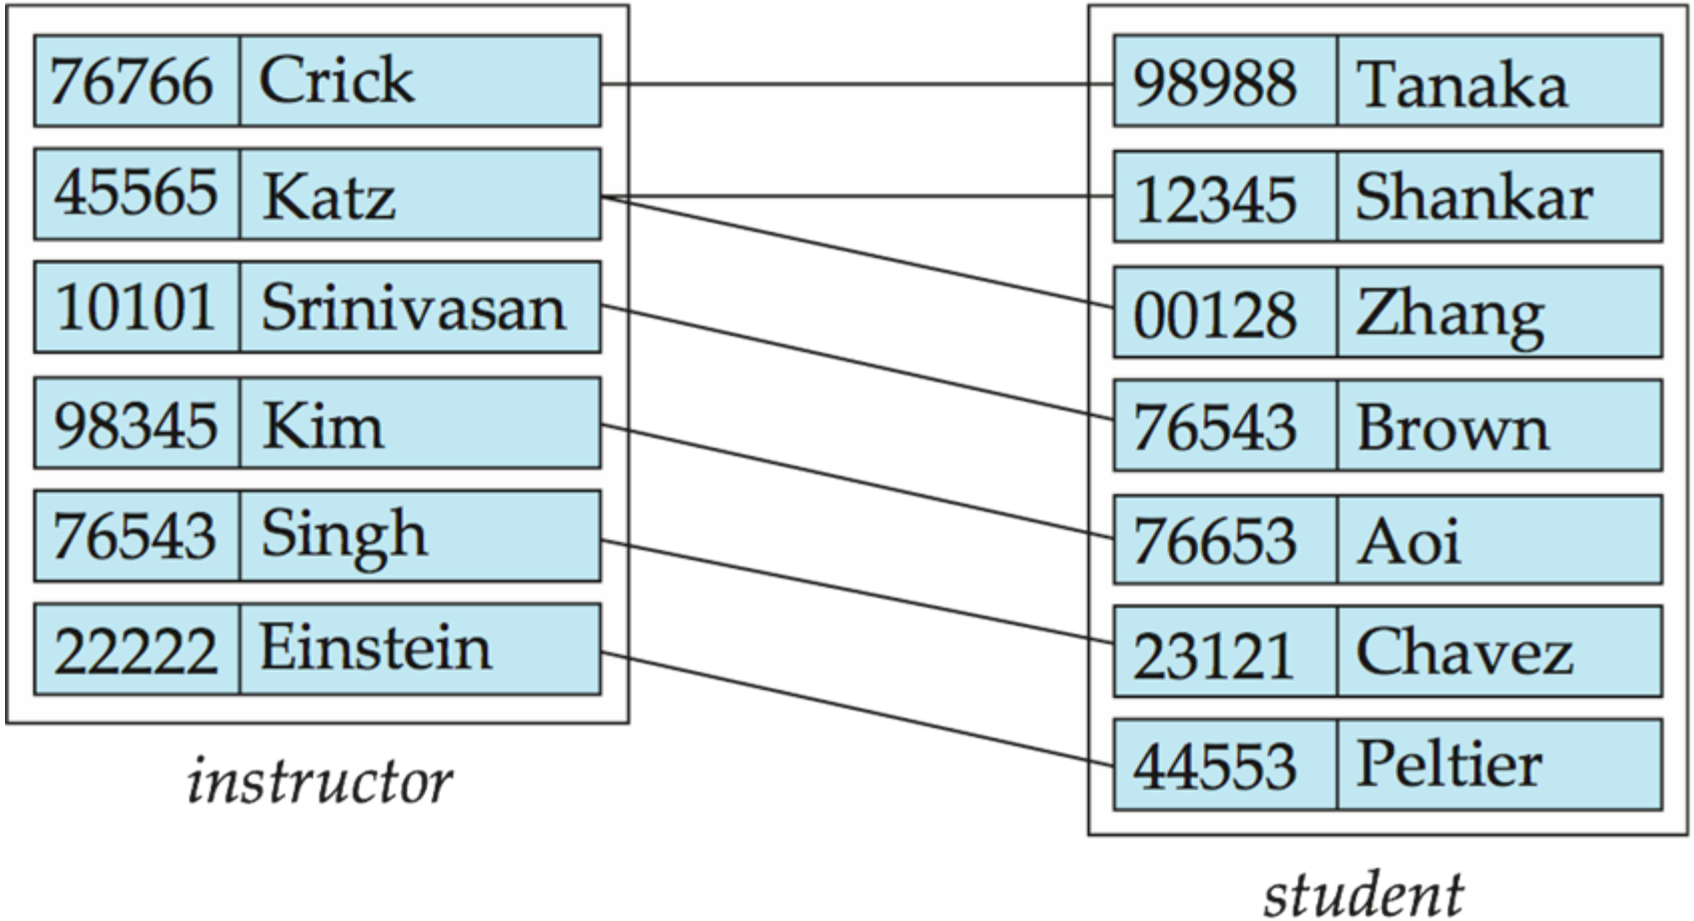 76766 Crick
45565 Katz
10101 Srinivasan
98345 Kim
76543 Singh
22222 Einstein
instructor
98988 Tanaka
12345 Shankar
00128 Zhang
76543 Brown
76653 Aoi
23121 Chavez
44553 Peltier
student